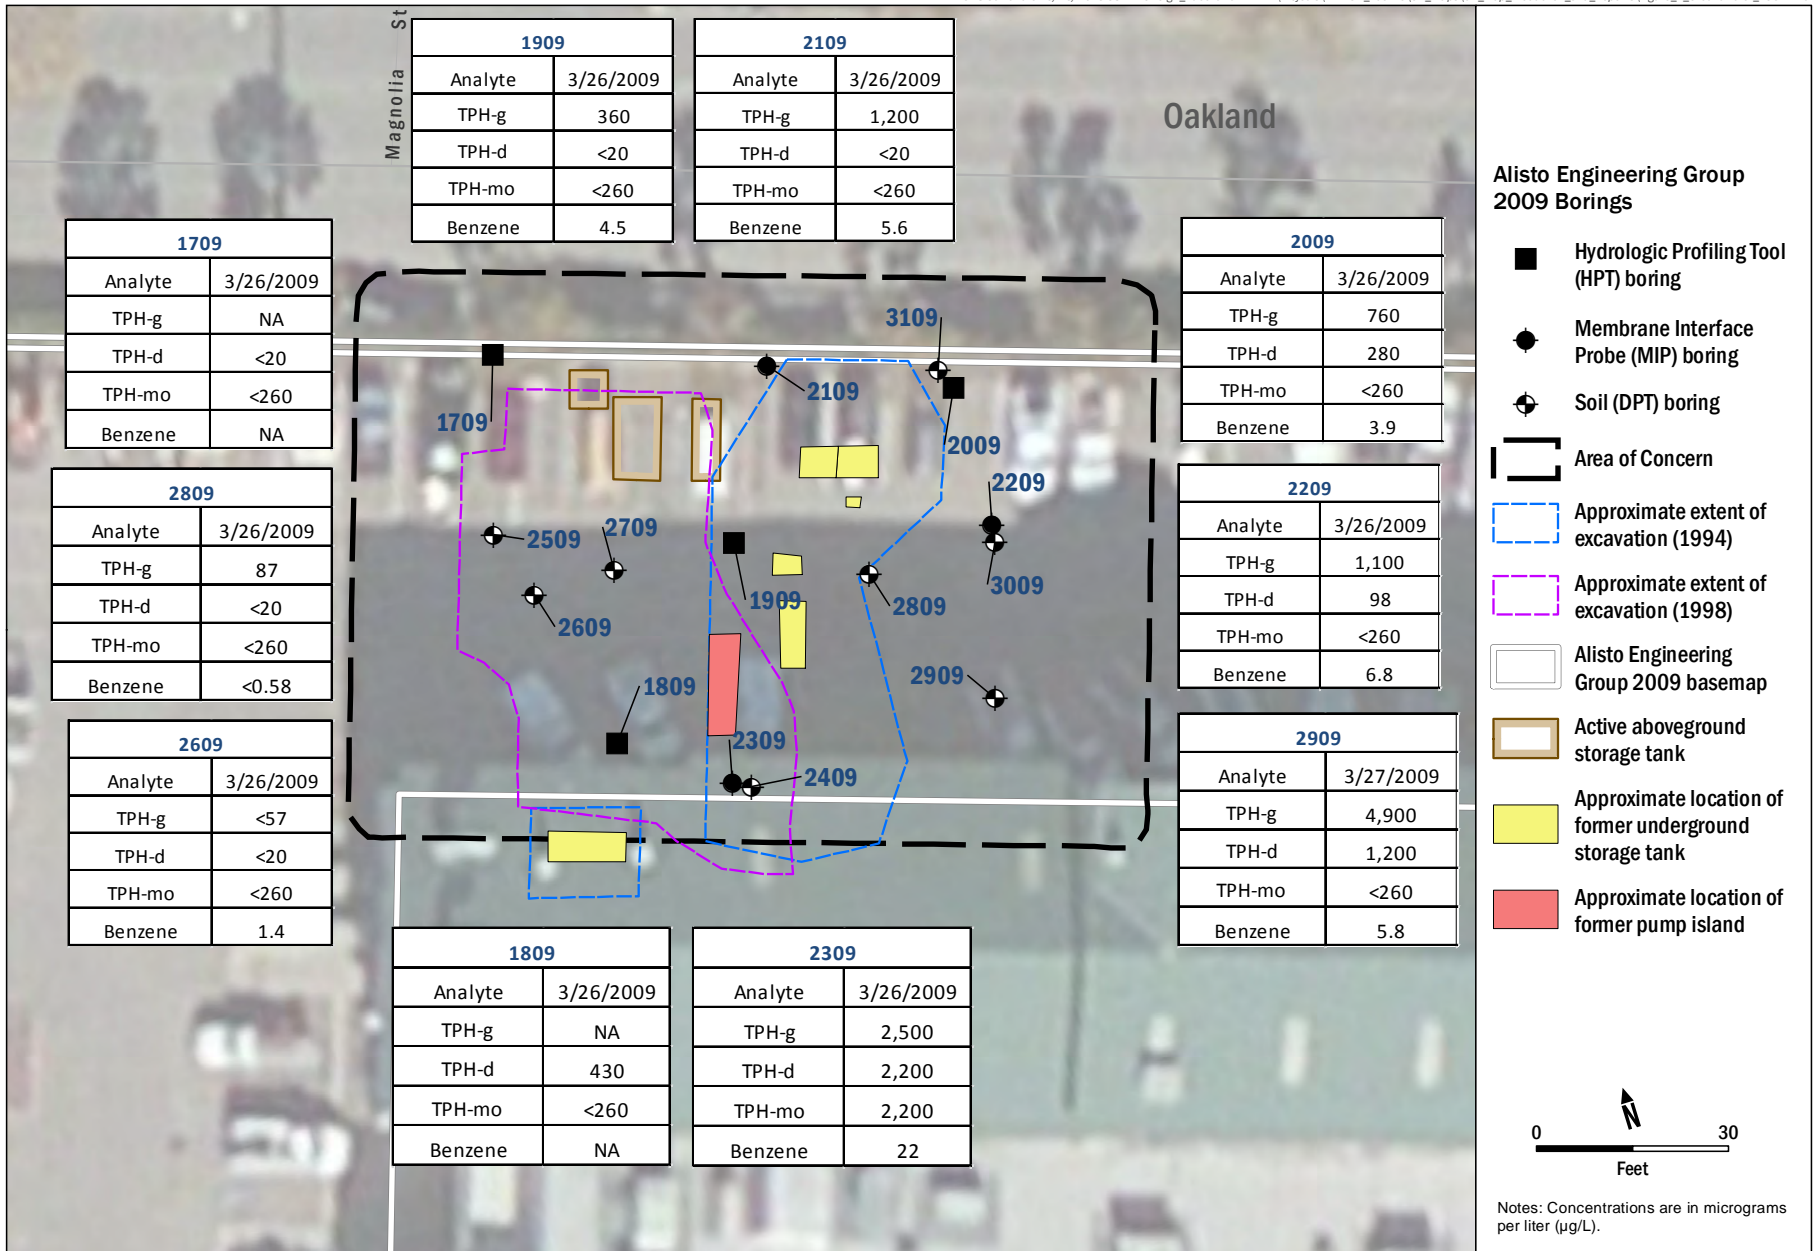 Magnolia St
Oakland
1909
Analyte 3/26/2009
TPH-g 360
TPH-d <20
TPH-mo <260
Benzene 4.5
2109
Analyte 3/26/2009
TPH-g 1,200
TPH-d <20
TPH-mo <260
Benzene 5.6
1709
Analyte 3/26/2009
TPH-g NA
TPH-d <20
TPH-mo <260
Benzene NA
2009
Analyte 3/26/2009
TPH-g 760
TPH-d 280
TPH-mo <260
Benzene 3.9
2809
Analyte 3/26/2009
TPH-g 87
TPH-d <20
TPH-mo <260
Benzene <0.58
2209
Analyte 3/26/2009
TPH-g 1,100
TPH-d 98
TPH-mo <260
Benzene 6.8
2609
Analyte 3/26/2009
TPH-g <57
TPH-d <20
TPH-mo <260
Benzene 1.4
2909
Analyte 3/27/2009
TPH-g 4,900
TPH-d 1,200
TPH-mo <260
Benzene 5.8
1809
Analyte 3/26/2009
TPH-g NA
TPH-d 430
TPH-mo <260
Benzene NA
2309
Analyte 3/26/2009
TPH-g 2,500
TPH-d 2,200
TPH-mo 2,200
Benzene 22
3109
2109
1709
2009
2209
2709
2509
3009
1909
2809
2609
2909
1809
2309
2409
Alisto Engineering Group
2009 Borings
Hydrologic Profiling Tool
(HPT) boring
Membrane Interface
Probe (MIP) boring
Soil (DPT) boring
Area of Concern
Approximate extent of
excavation (1994)
Approximate extent of
excavation (1998)
Alisto Engineering
Group 2009 basemap
Active aboveground
storage tank
Approximate location of
former underground
storage tank
Approximate location of
former pump island
N
0 30
Feet
Notes: Concentrations are in micrograms
per liter (µg/L).